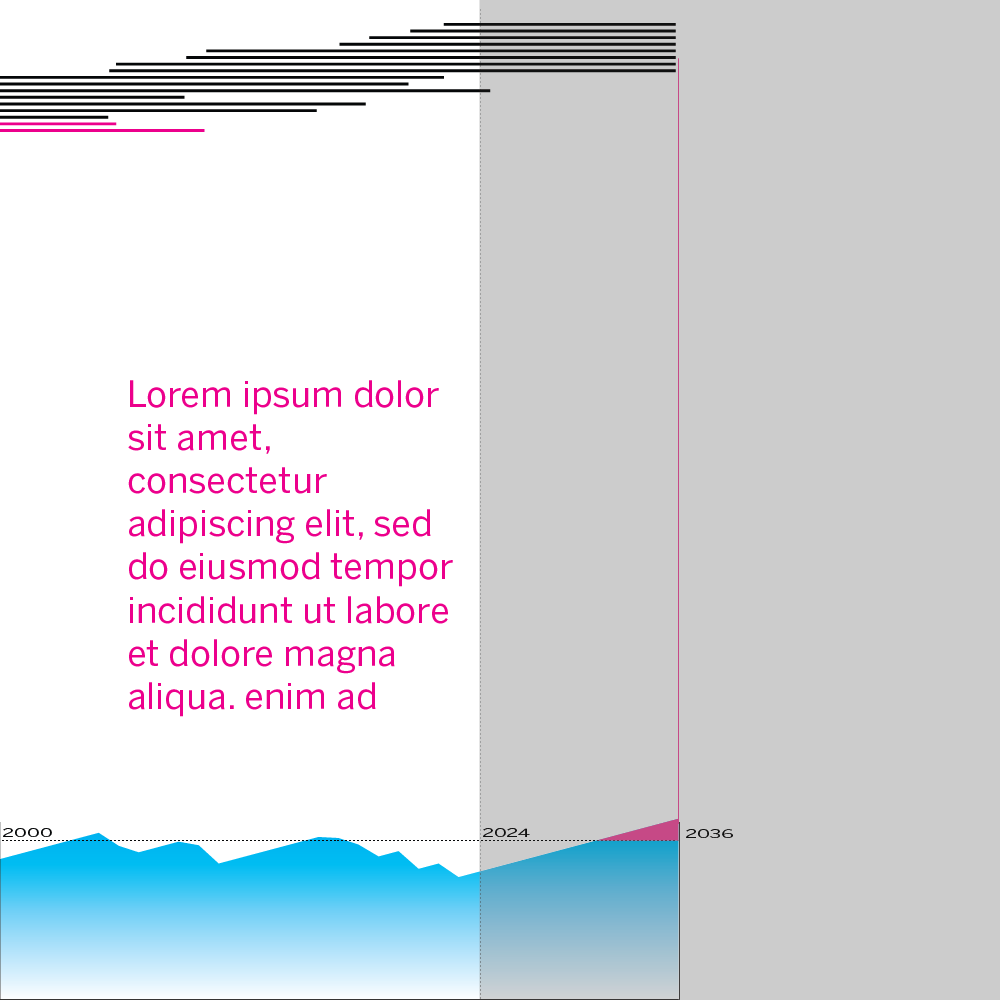 Lorem ipsum dolor
sit amet,
consectetur
adipiscing elit, sed
do eiusmod tempor
incididunt ut labore
et dolore magna
aliqua. enim ad
2000
2024
2036